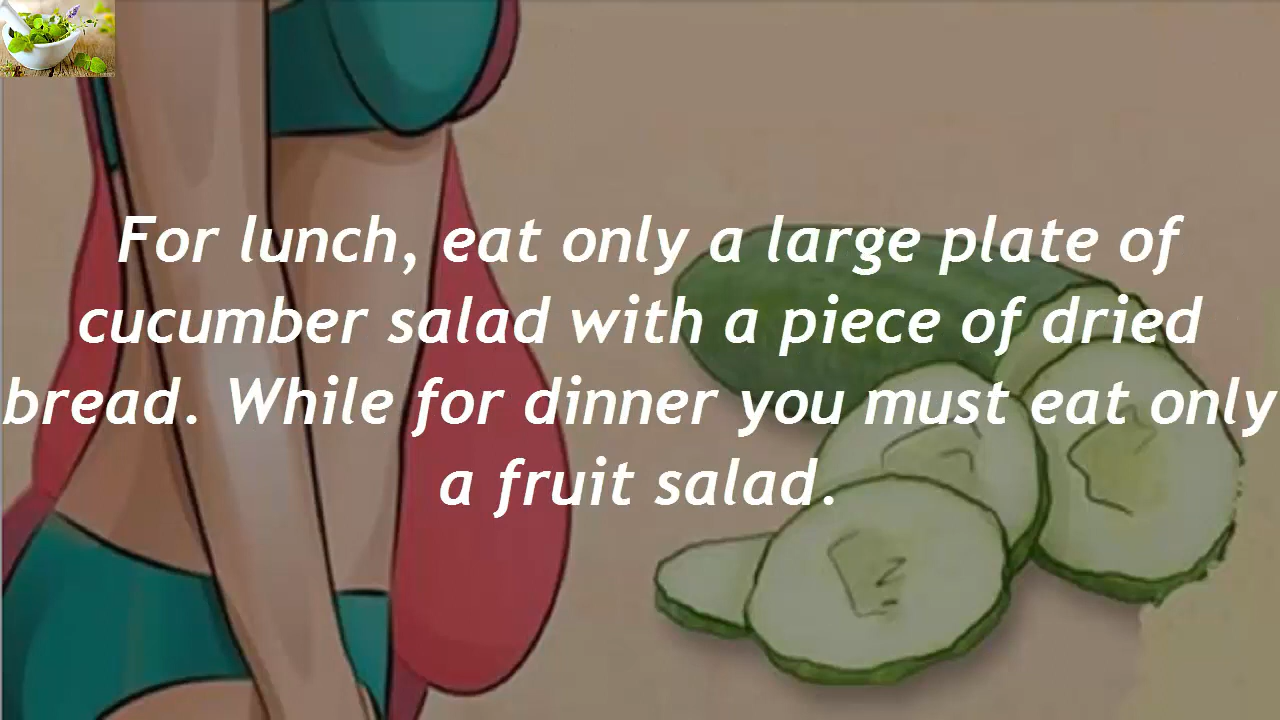 For lunch, eat only a large plate of
cucumber salad with a piece of dried
bread. While for dinner you must eat only
a fruit salad.